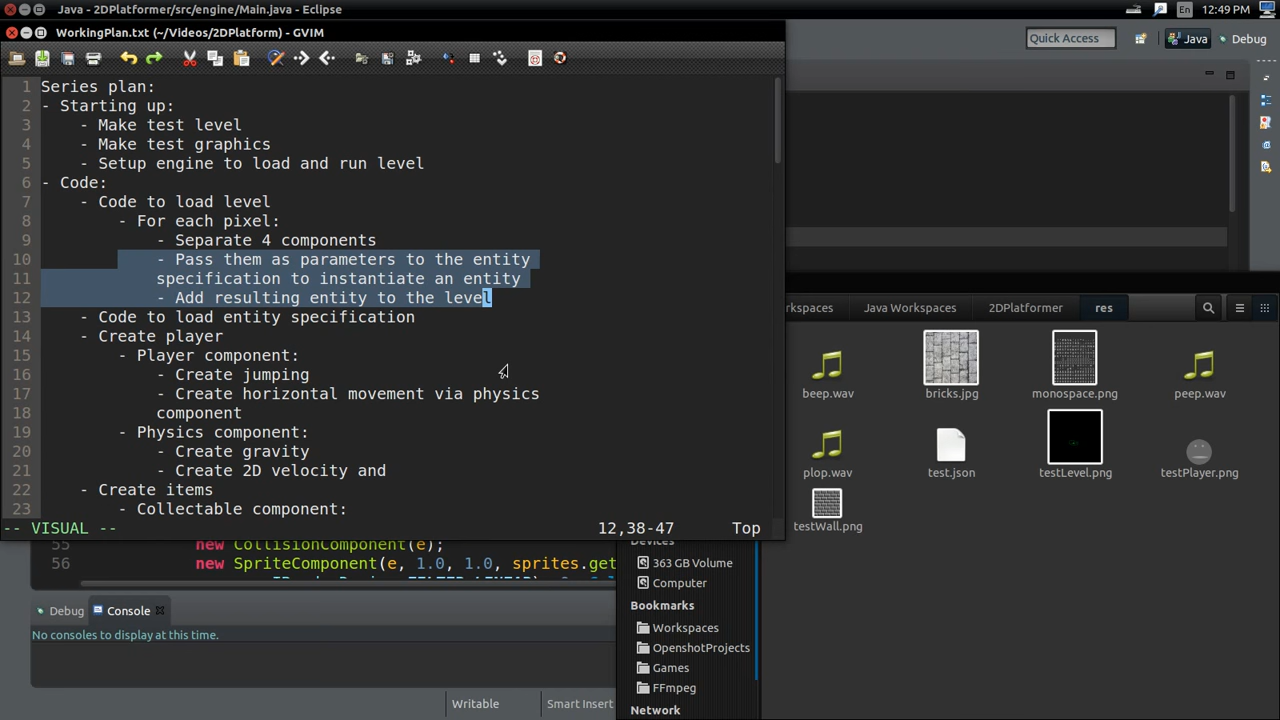 Java - 2DPlatformer/src/engine/Main.java - Eclipse
En
12:49 PM
WorkingPlan.txt (~/Videos/2DPlatform) - GVIM
Quick Access
Java
Debug
1 Series plan:
2 - Starting up:
3 - Make test level
4 - Make test graphics
5 - Setup engine to load and run level
6 - Code:
7 - Code to load level
8 - For each pixel:
9 - Separate 4 components
10 - Pass them as parameters to the entity
11 specification to instantiate an entity
12 - Add resulting entity to the level
13 - Code to load entity specification
14 - Create player
15 - Player component:
16 - Create jumping
17 - Create horizontal movement via physics
18 component
19 - Physics component:
20 - Create gravity
21 - Create 2D velocity and
22 - Create items
23 - Collectable component:
-- VISUAL --
12,38-47
Top
rkspaces
Java Workspaces
2DPlatformer
res
beep.wav
bricks.jpg
monospace.png
peep.wav
plop.wav
test.json
testLevel.png
testPlayer.png
testWall.png
55 new CollisionComponent(e);
56 new SpriteComponent(e, 1.0, 1.0, sprites.get
Debug
Console
No consoles to display at this time.
Writable
Smart Insert
Devices
363 GB Volume
Computer
Bookmarks
Workspaces
OpenshotProjects
Games
FFmpeg
Network